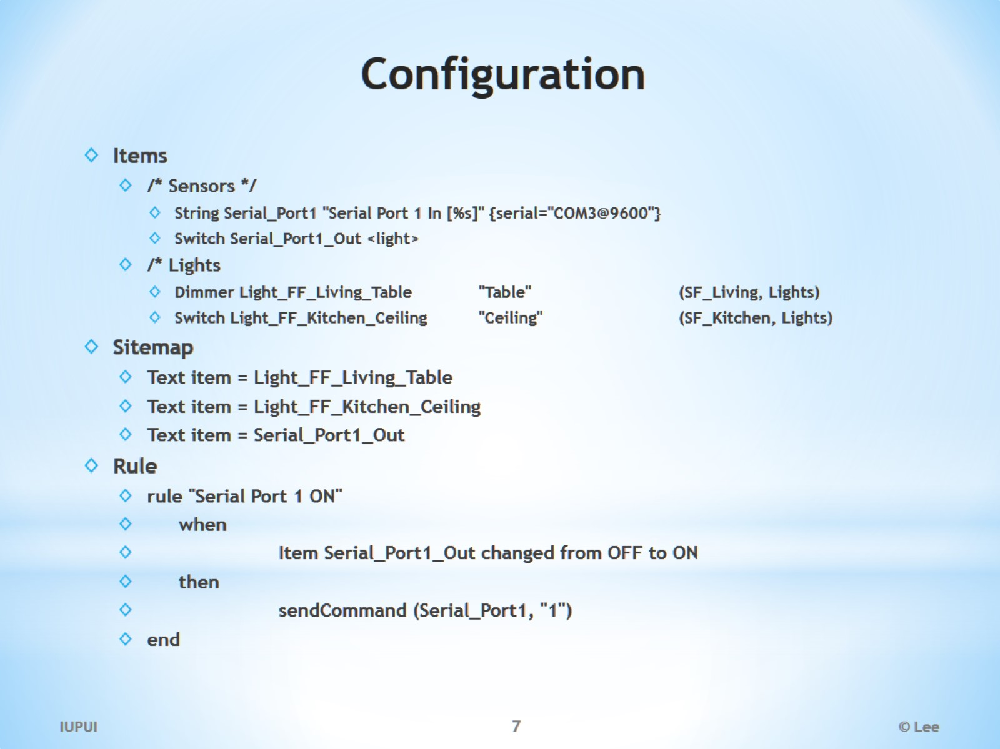 Configuration
Items
/* Sensors */
String Serial_Port1 "Serial Port 1 In [%s]" {serial="COM3@9600"}
Switch Serial_Port1_Out <light>
/* Lights
Dimmer Light_FF_Living_Table "Table" (SF_Living, Lights)
Switch Light_FF_Kitchen_Ceiling "Ceiling" (SF_Kitchen, Lights)
Sitemap
Text item = Light_FF_Living_Table
Text item = Light_FF_Kitchen_Ceiling
Text item = Serial_Port1_Out
Rule
rule "Serial Port 1 ON"
when
Item Serial_Port1_Out changed from OFF to ON
then
sendCommand (Serial_Port1, "1")
end
IUPUI 7 © Lee